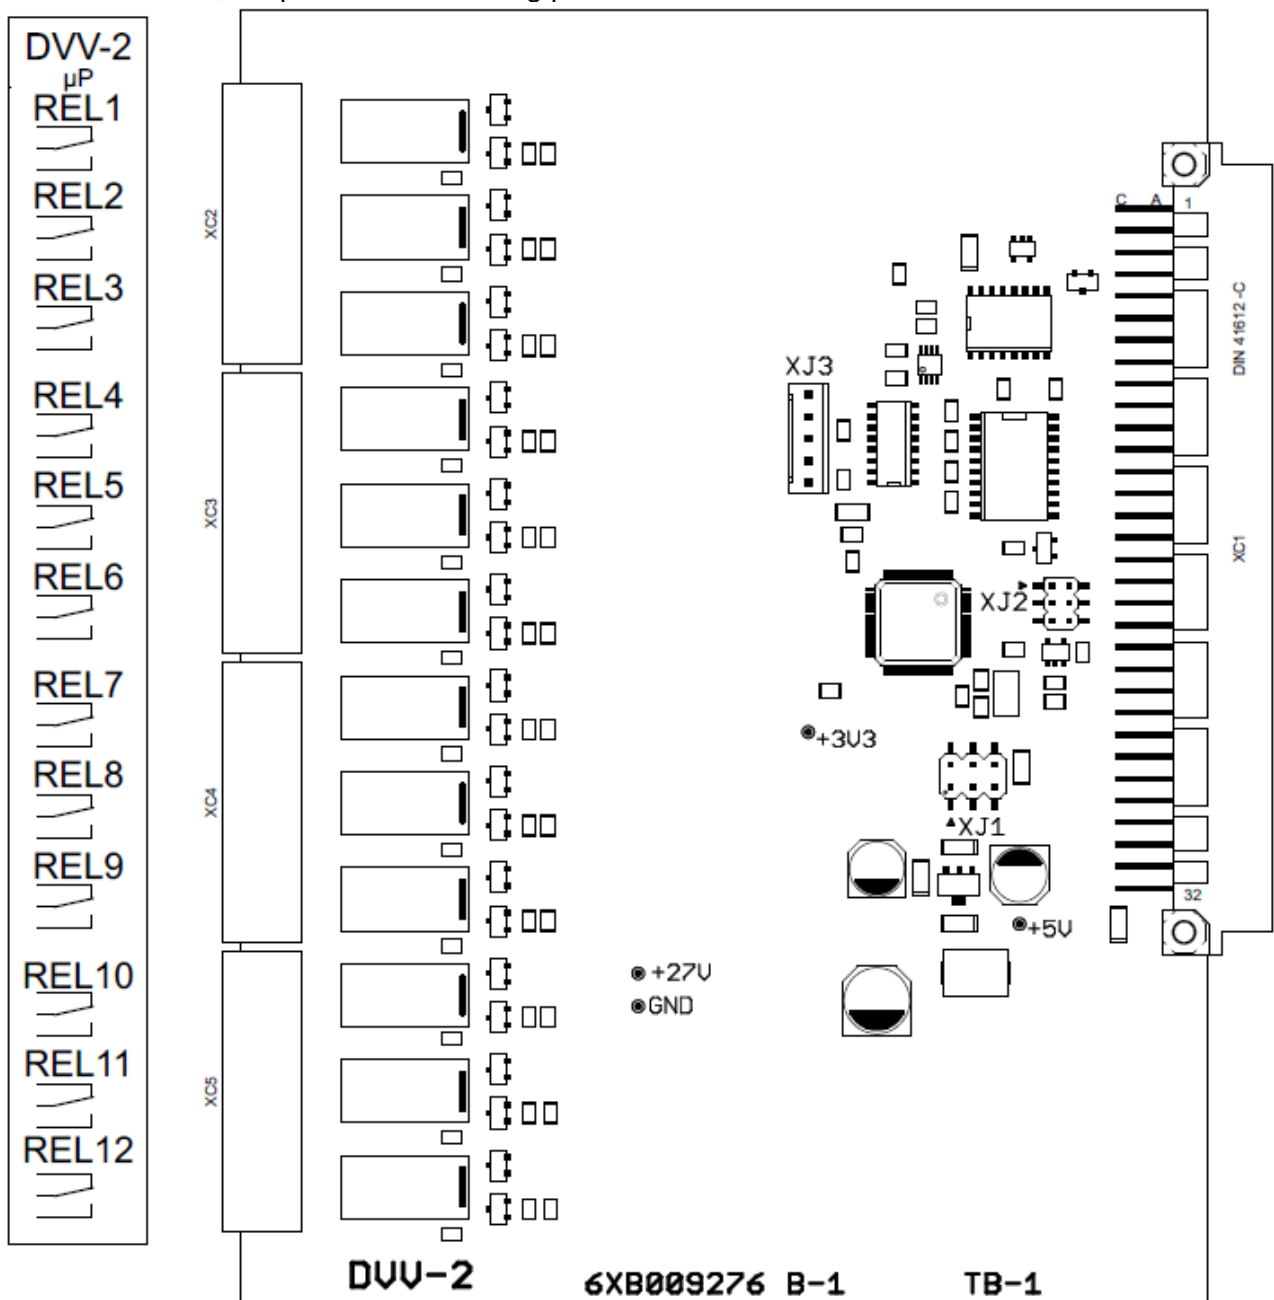 DVV-2
µP
REL1
REL2
REL3
REL4
REL5
REL6
REL7
REL8
REL9
REL10
REL11
REL12
XC2
XC3
XC4
XC5
C A 1
DIN 41612 -C
XJ3
XC1
XJ2
+3V3
XJ1
32
+5V
+27V
GND
DVV-2 6XB009276 B-1 TB-1